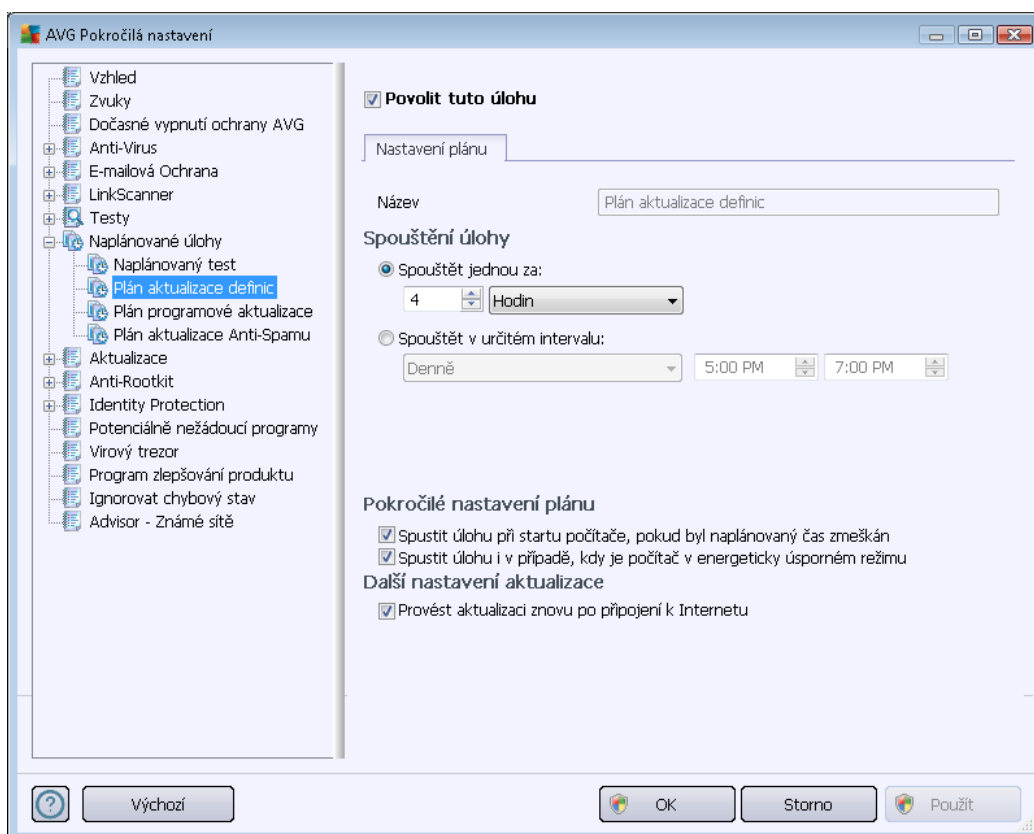 AVG Pokročilá nastavení
Vzhled
Zvuky
Dočasné vypnutí ochrany AVG
Anti-Virus
E-mailová Ochrana
LinkScanner
Testy
Naplánované úlohy
Naplánovaný test
Plán aktualizace definic
Plán programové aktualizace
Plán aktualizace Anti-Spamu
Aktualizace
Anti-Rootkit
Identity Protection
Potenciálně nežádoucí programy
Virový trezor
Program zlepšování produktu
Ignorovat chybový stav
Advisor - Známé sítě
Povolit tuto úlohu
Nastavení plánu
Název Plán aktualizace definic
Spouštění úlohy
Spouštět jednou za:
4 Hodin
Spouštět v určitém intervalu:
Denně 5:00 PM 7:00 PM
Pokročilé nastavení plánu
Spustit úlohu při startu počítače, pokud byl naplánovaný čas zmeškán
Spustit úlohu i v případě, kdy je počítač v energeticky úsporném režimu
Další nastavení aktualizace
Provést aktualizaci znovu po připojení k Internetu
? Výchozí OK Storno Použít